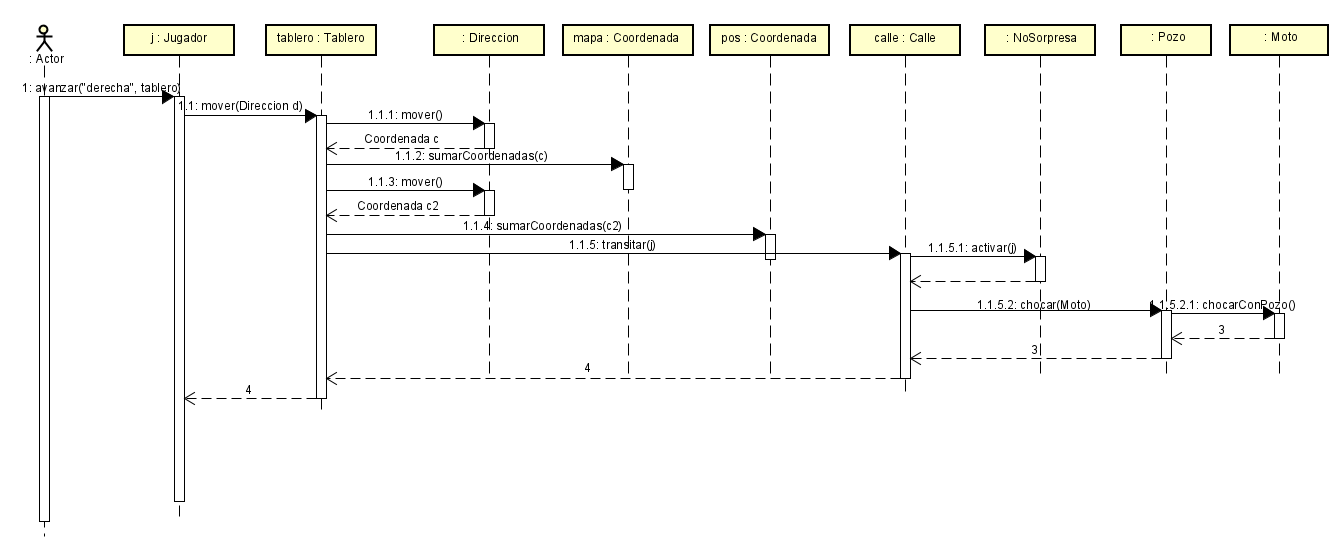 : Actor
j : Jugador
tablero : Tablero
: Direccion
mapa : Coordenada
pos : Coordenada
calle : Calle
: NoSorpresa
: Pozo
: Moto
1: avanzar("derecha", tablero)
1.1: mover(Direccion d)
1.1.1: mover()
Coordenada c
1.1.2: sumarCoordenadas(c)
1.1.3: mover()
Coordenada c2
1.1.4: sumarCoordenadas(c2)
1.1.5: transitar(j)
1.1.5.1: activar(j)
1.1.5.2: chocar(Moto)
1.1.5.2.1: chocarConPozo()
3
3
4
4